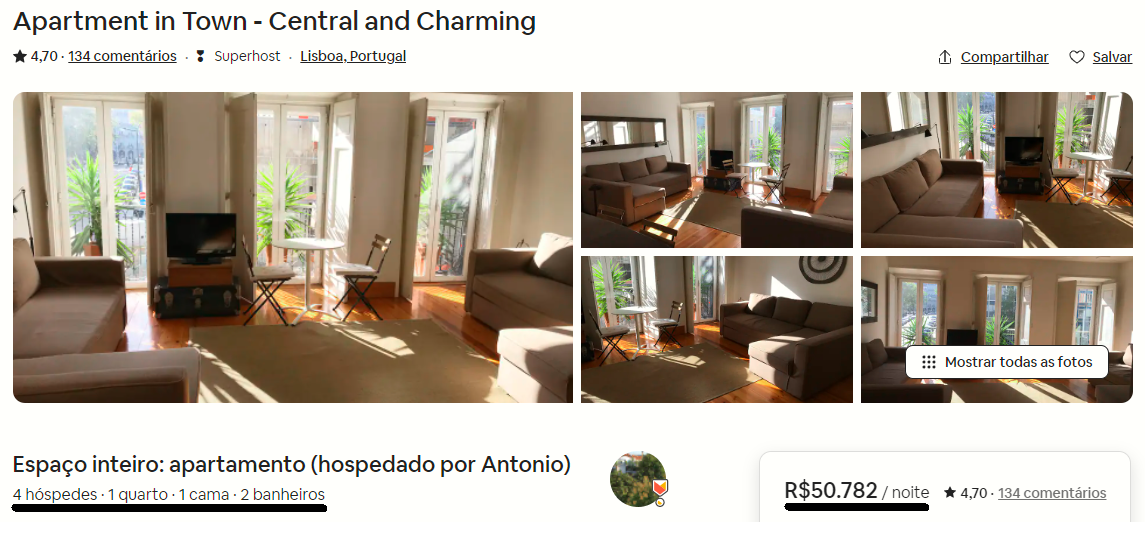 Apartment in Town - Central and Charming
4,70 · 134 comentários · Superhost · Lisboa, Portugal
Compartilhar Salvar
Mostrar todas as fotos
Espaço inteiro: apartamento (hospedado por Antonio)
4 hóspedes · 1 quarto · 1 cama · 2 banheiros
R$50.782 / noite 4,70 · 134 comentários